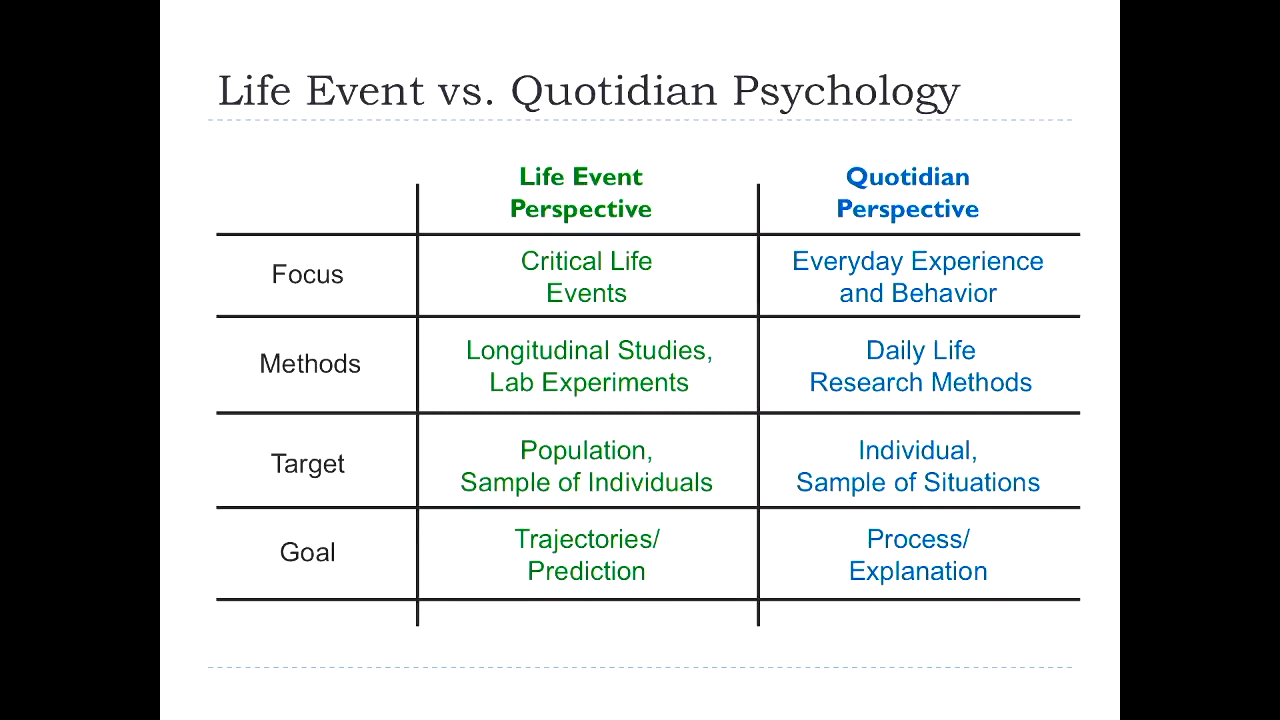 Life Event vs. Quotidian Psychology
Life Event
Perspective
Quotidian
Perspective
Focus
Critical Life
Events
Everyday Experience
and Behavior
Methods
Longitudinal Studies,
Lab Experiments
Daily Life
Research Methods
Target
Population,
Sample of Individuals
Individual,
Sample of Situations
Goal
Trajectories/
Prediction
Process/
Explanation